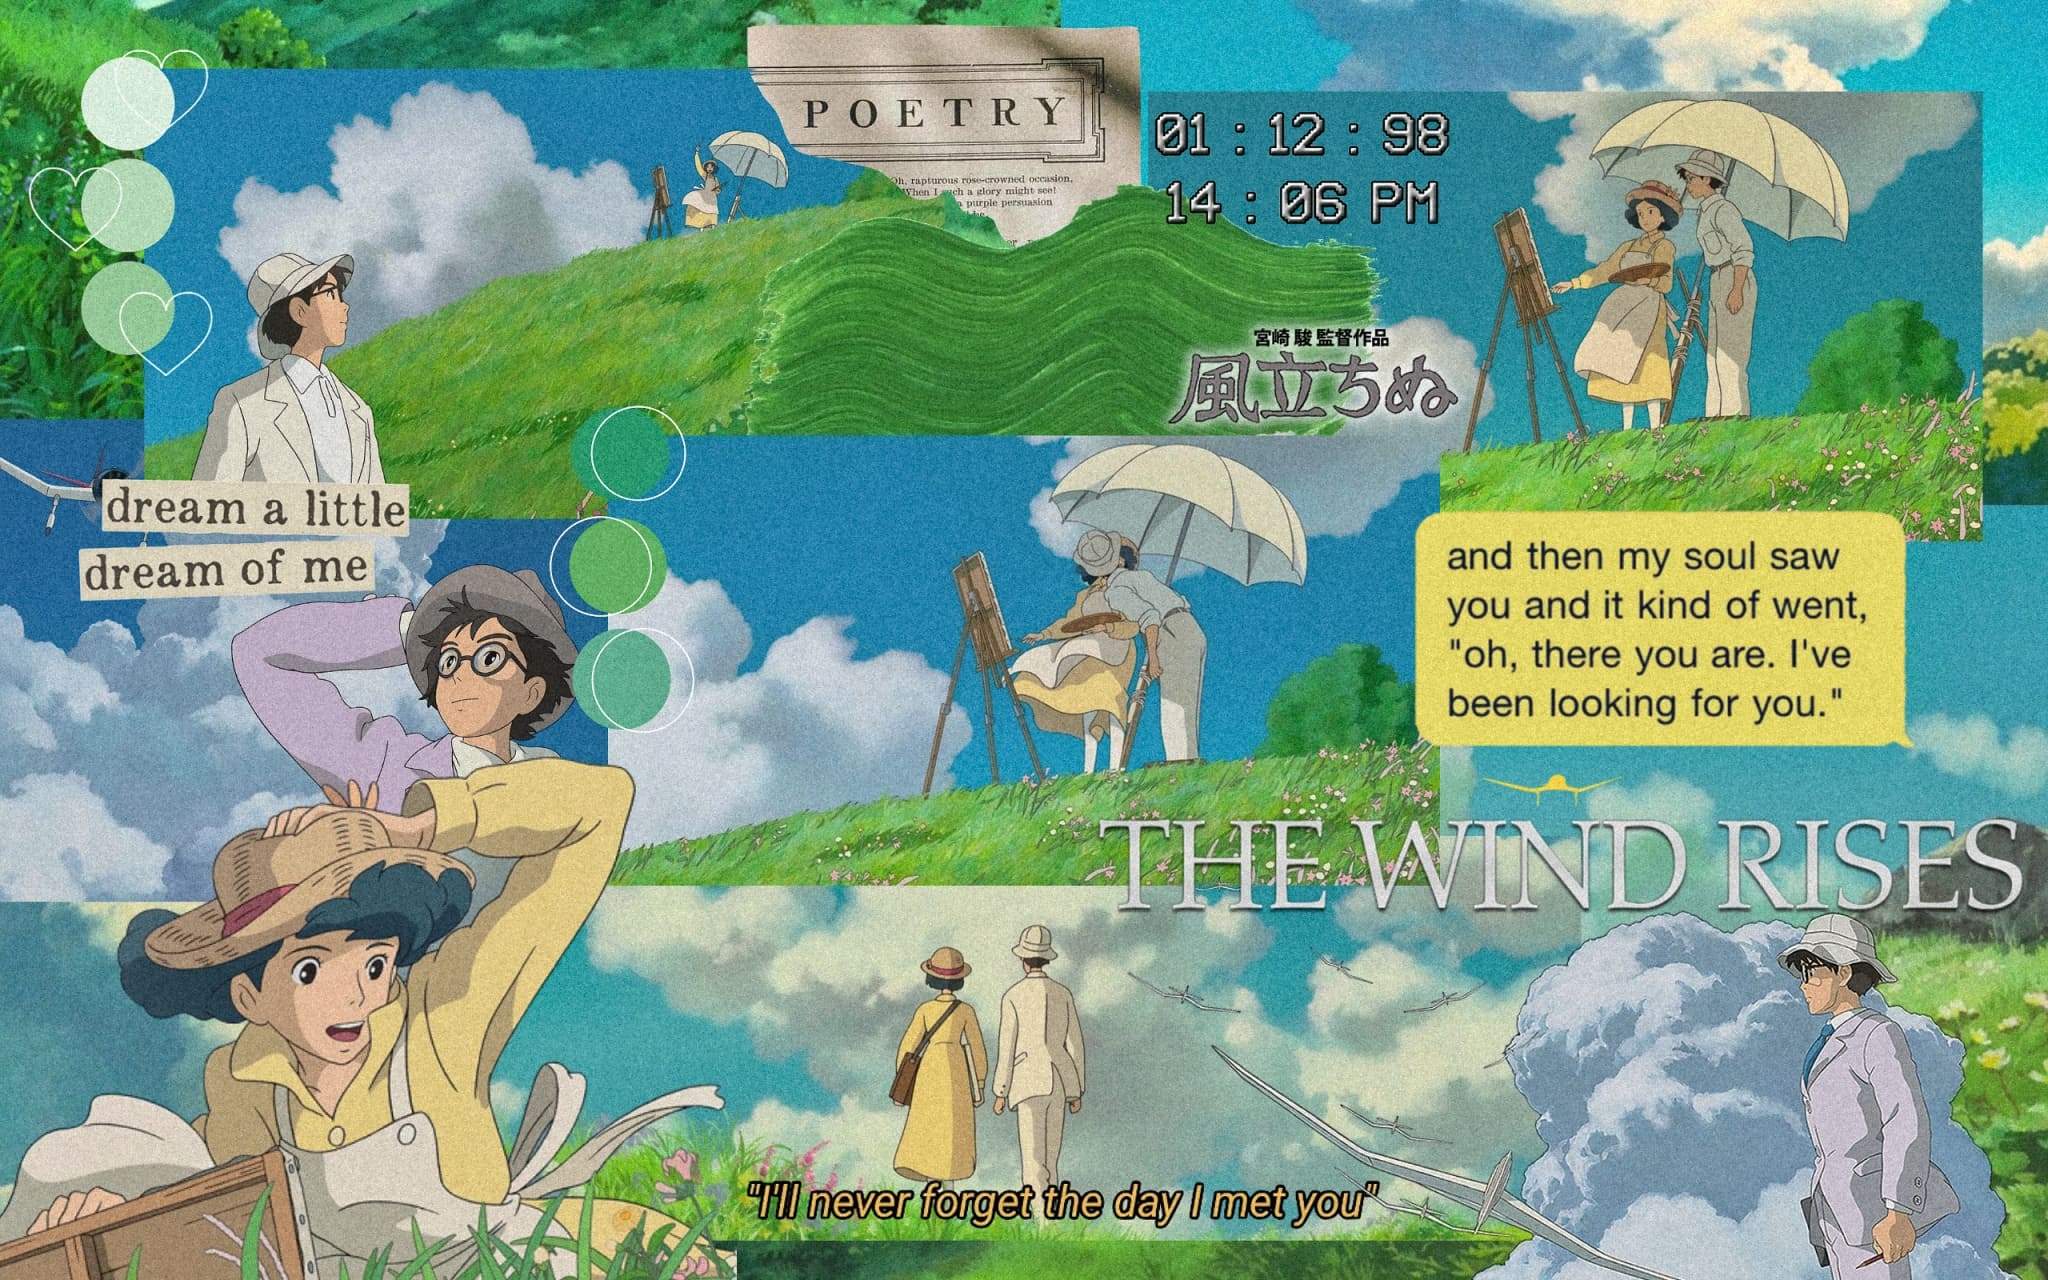 POETRY
Oh, rapturous rose-crowned occasion,
When I such a glory might see!
a purple persuasion
01 : 12 : 98
14 : 06 PM
宮崎 駿 監督作品
風立ちぬ
dream a little
dream of me
and then my soul saw
you and it kind of went,
"oh, there you are. I've
been looking for you."
THE WIND RISES
"I'll never forget the day I met you"